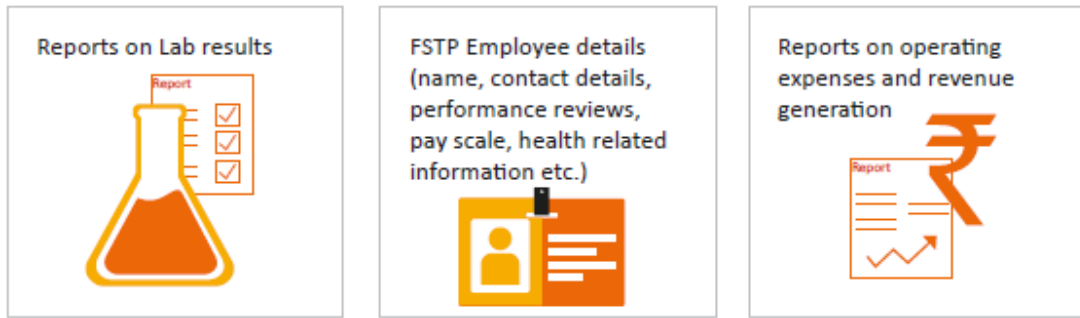 Reports on Lab results
Report
FSTP Employee details
(name, contact details,
performance reviews,
pay scale, health related
information etc.)
Reports on operating
expenses and revenue
generation
₹
Report